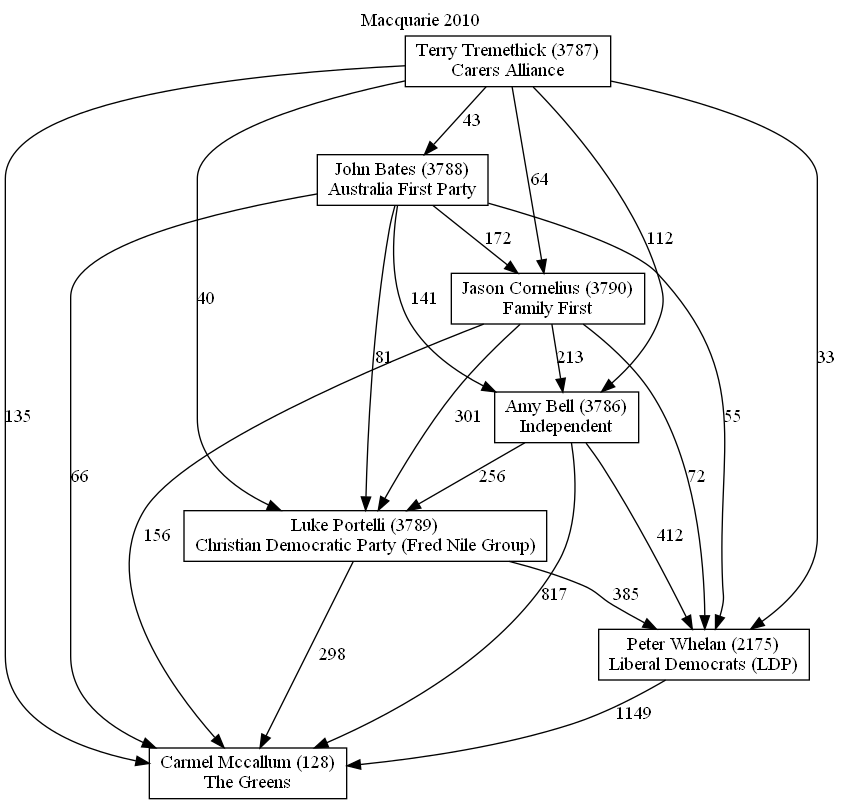 Macquarie 2010
Terry Tremethick (3787)
Carers Alliance
43
John Bates (3788)
Australia First Party
64
172
112
Jason Cornelius (3790)
Family First
40
141
81
213
33
135
301
55
Amy Bell (3786)
Independent
66
256
72
Luke Portelli (3789)
Christian Democratic Party (Fred Nile Group)
156
412
817
385
Peter Whelan (2175)
Liberal Democrats (LDP)
298
1149
Carmel Mccallum (128)
The Greens